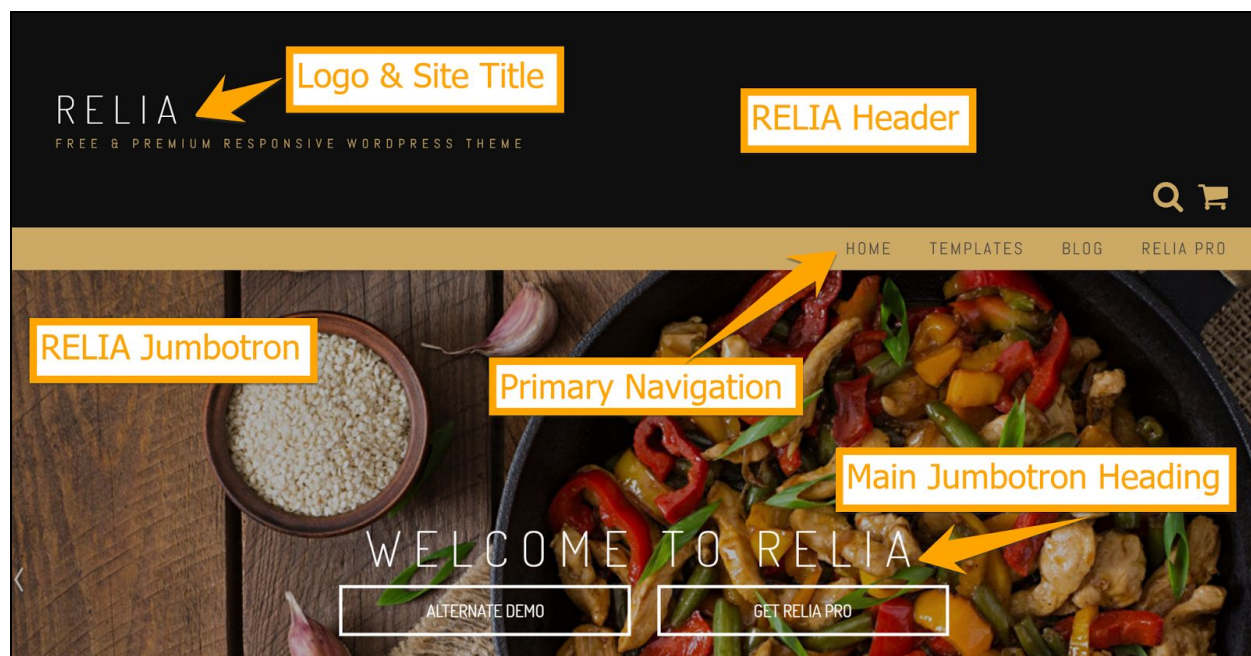 Logo & Site Title
RELIA
FREE & PREMIUM RESPONSIVE WORDPRESS THEME
RELIA Header
HOME TEMPLATES BLOG RELIA PRO
RELIA Jumbotron
Primary Navigation
Main Jumbotron Heading
WELCOME TO RELIA
ALTERNATE DEMO
GET RELIA PRO